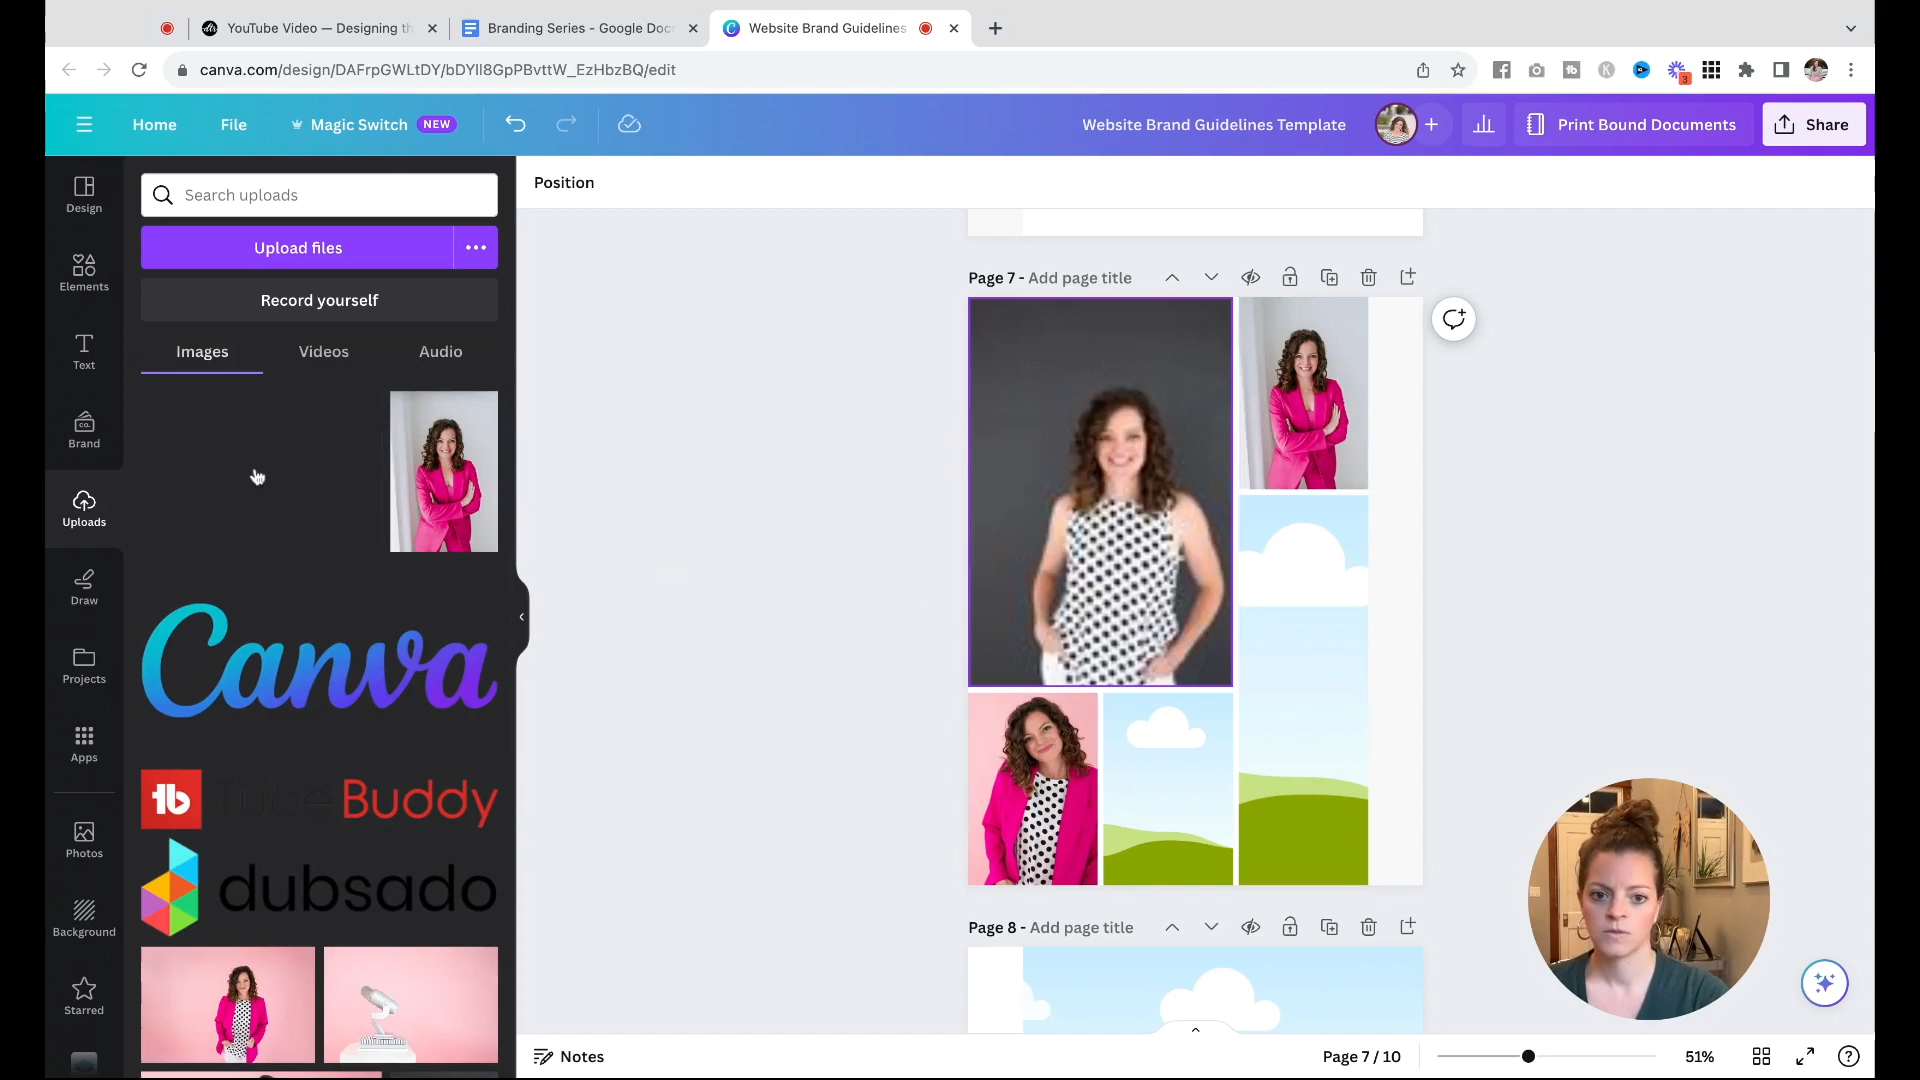 YouTube Video — Designing th
Branding Series - Google Doc
Website Brand Guidelines
canva.com/design/DAFrpGWLtDY/bDYIl8GpPBvttW_EzHbzBQ/edit
3
Home
File
Magic Switch
NEW
Website Brand Guidelines Template
Print Bound Documents
Share
Design
Elements
Text
Brand
Uploads
Draw
Projects
Apps
Photos
Background
Starred
Search uploads
Upload files
Record yourself
Images
Videos
Audio
Canva
tb TubeBuddy
dubsado
Position
Page 7 - Add page title
Page 8 - Add page title
Notes
Page 7 / 10
51%